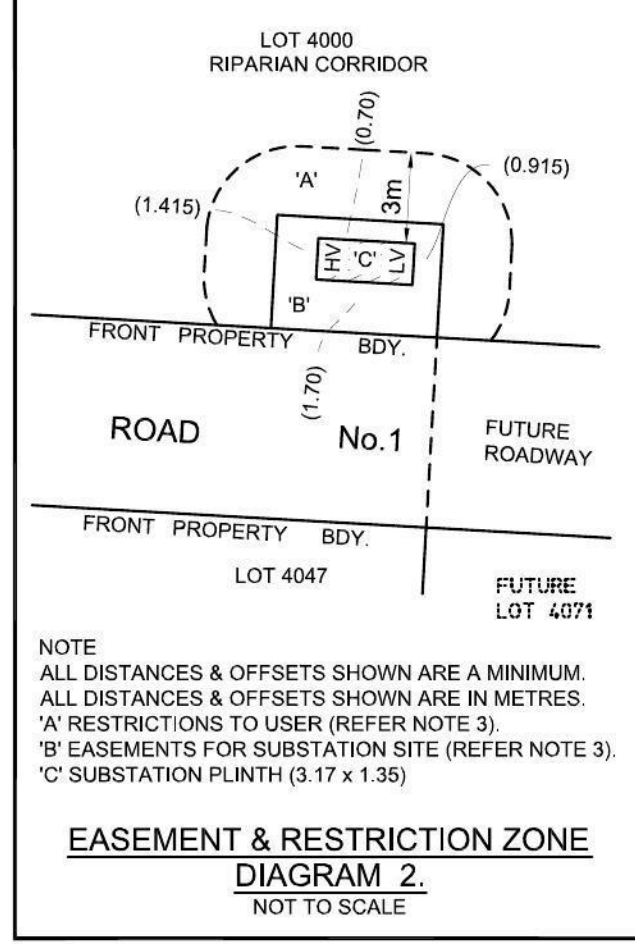 LOT 4000
RIPARIAN CORRIDOR
(0.70)
'A'
3m
(0.915)
(1.415)
HV 'C' LV
'B'
FRONT PROPERTY BDY.
(1.70)
ROAD No.1
FUTURE
ROADWAY
FRONT PROPERTY BDY.
LOT 4047
FUTURE
LOT 4071
NOTE
ALL DISTANCES & OFFSETS SHOWN ARE A MINIMUM.
ALL DISTANCES & OFFSETS SHOWN ARE IN METRES.
'A' RESTRICTIONS TO USER (REFER NOTE 3).
'B' EASEMENTS FOR SUBSTATION SITE (REFER NOTE 3).
'C' SUBSTATION PLINTH (3.17 x 1.35)
EASEMENT & RESTRICTION ZONE
DIAGRAM 2.
NOT TO SCALE